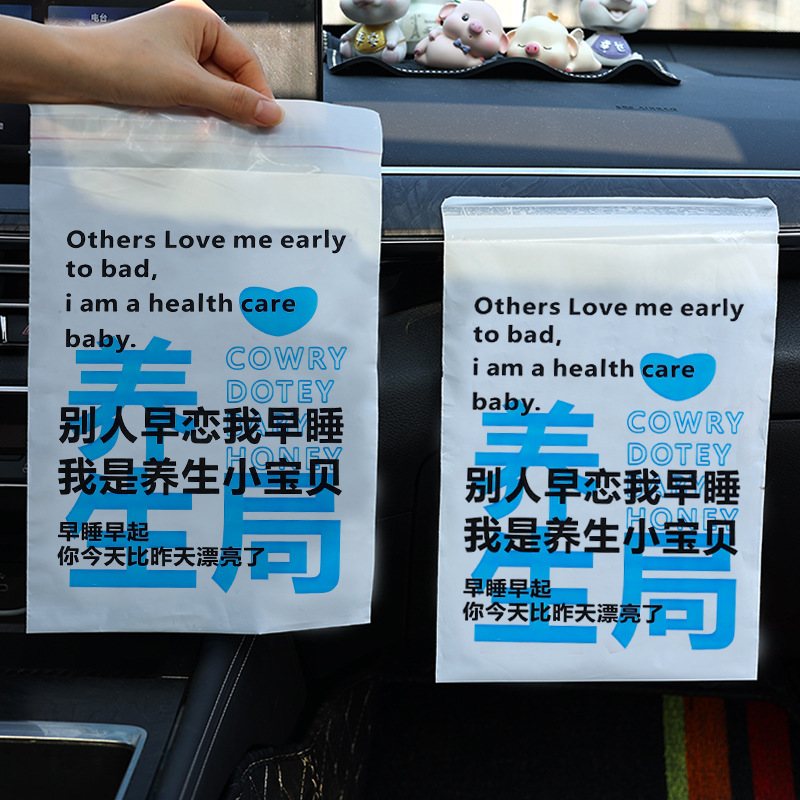 电台
Others Love me early
to bad,
i am a health care
baby.
养
生局
COWRY
DOTEY
BABY
HONEY
别人早恋我早睡
我是养生小宝贝
早睡早起
你今天比昨天漂亮了
Others Love me early
to bad,
i am a health care
baby.
养
生局
COWRY
DOTEY
BABY
HONEY
别人早恋我早睡
我是养生小宝贝
早睡早起
你今天比昨天漂亮了